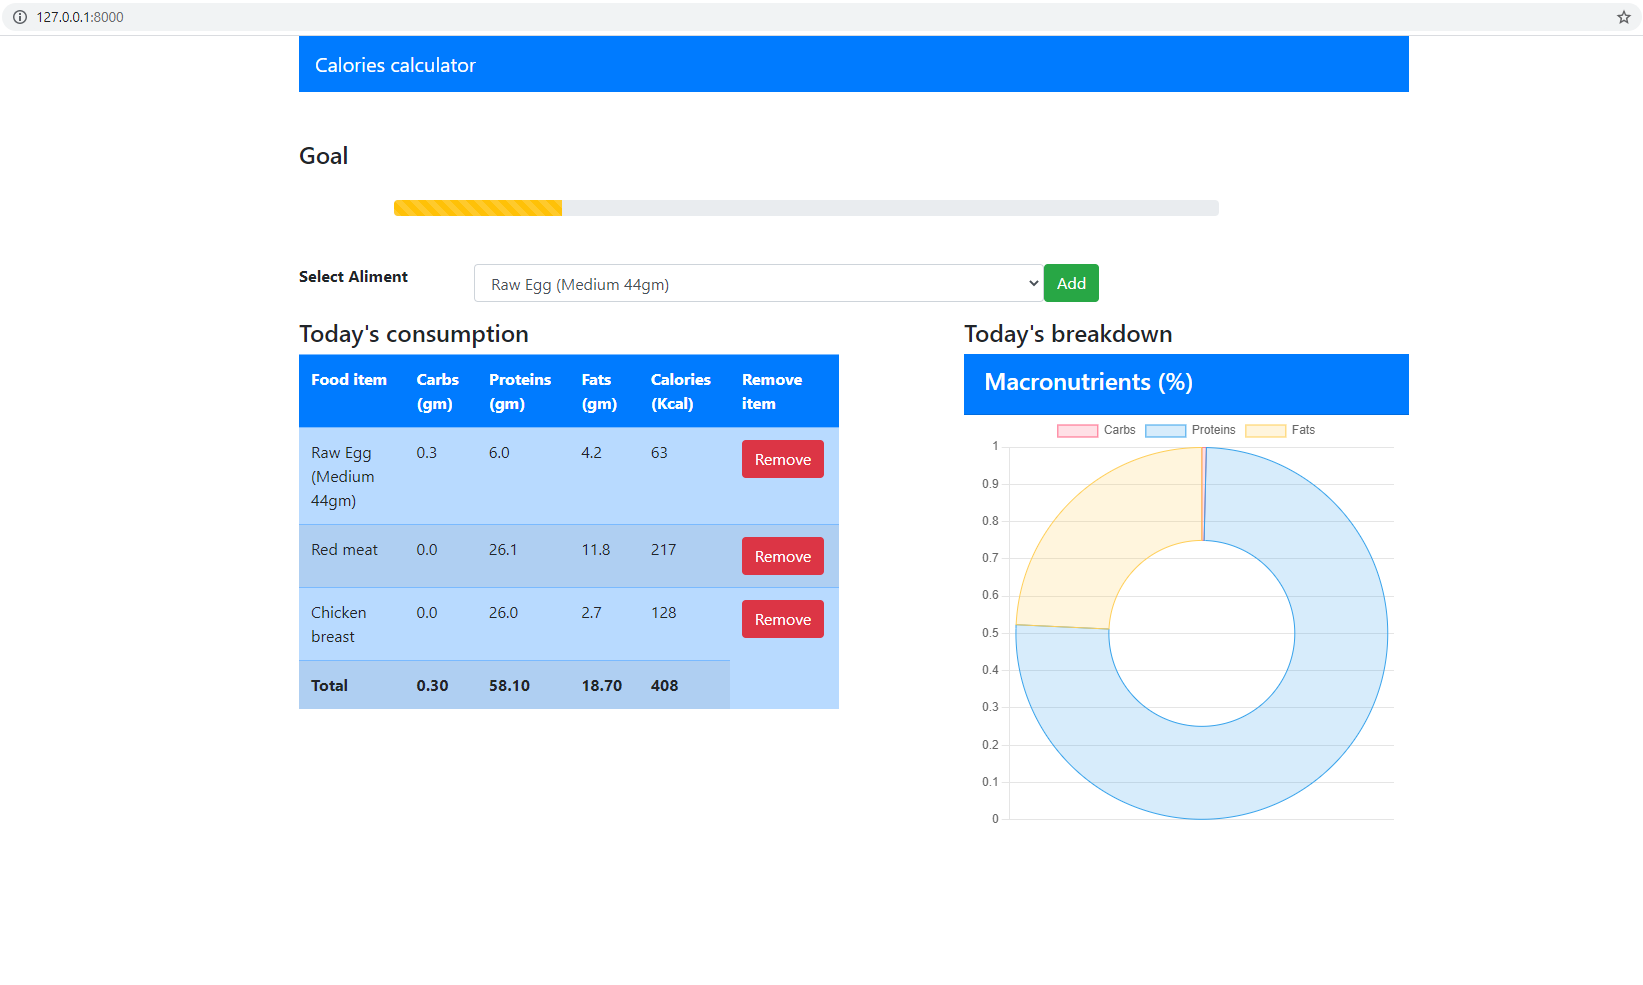 127.0.0.1:8000
Calories calculator
Goal
Select Aliment
Raw Egg (Medium 44gm)
Add
Today's consumption
Food item Carbs (gm) Proteins (gm) Fats (gm) Calories (Kcal) Remove item
Raw Egg (Medium 44gm) 0.3 6.0 4.2 63 Remove
Red meat 0.0 26.1 11.8 217 Remove
Chicken breast 0.0 26.0 2.7 128 Remove
Total 0.30 58.10 18.70 408
Today's breakdown
Macronutrients (%)
Carbs Proteins Fats
1
0.9
0.8
0.7
0.6
0.5
0.4
0.3
0.2
0.1
0